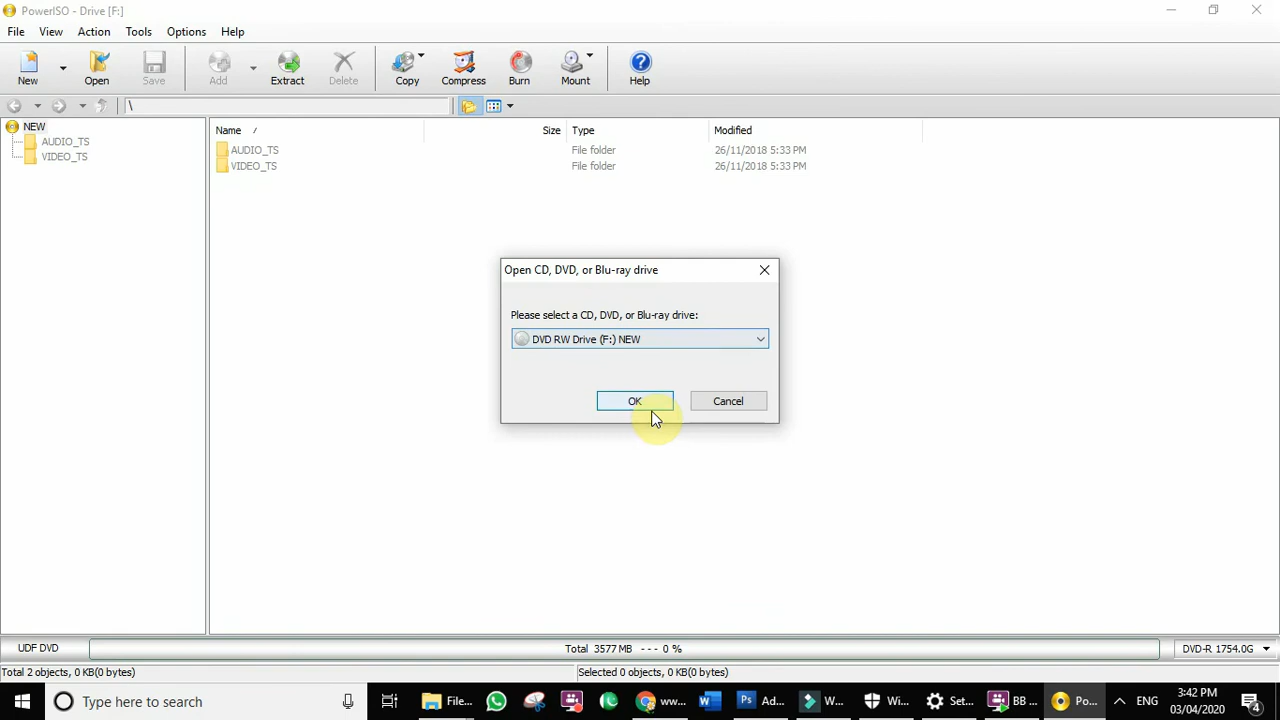 PowerISO - Drive [F:]
File View Action Tools Options Help
New Open Save Add Extract Delete Copy Compress Burn Mount Help
\
NEW
AUDIO_TS
VIDEO_TS
Name / Size Type Modified
AUDIO_TS File folder 26/11/2018 5:33 PM
VIDEO_TS File folder 26/11/2018 5:33 PM
Open CD, DVD, or Blu-ray drive
Please select a CD, DVD, or Blu-ray drive:
DVD RW Drive (F:) NEW
OK Cancel
UDF DVD Total 3577 MB --- 0 % DVD-R 1754.0G
Total 2 objects, 0 KB(0 bytes) Selected 0 objects, 0 KB(0 bytes)
Type here to search File... ww... Ad... W... Wi... Set... BB ... Po... ENG 3:42 PM
03/04/2020 4